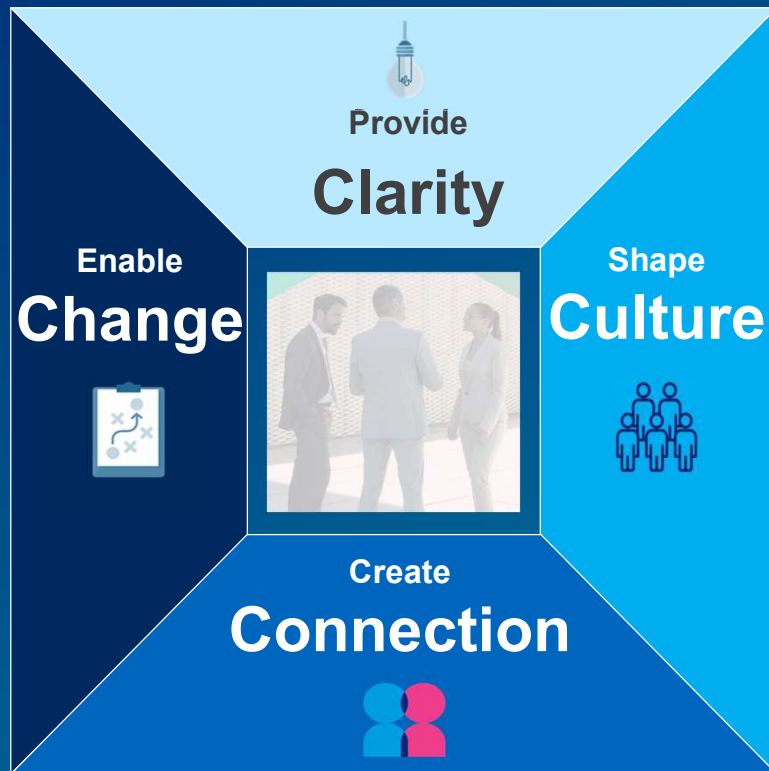 Provide
Clarity
Enable
Change
Shape
Culture
Create
Connection